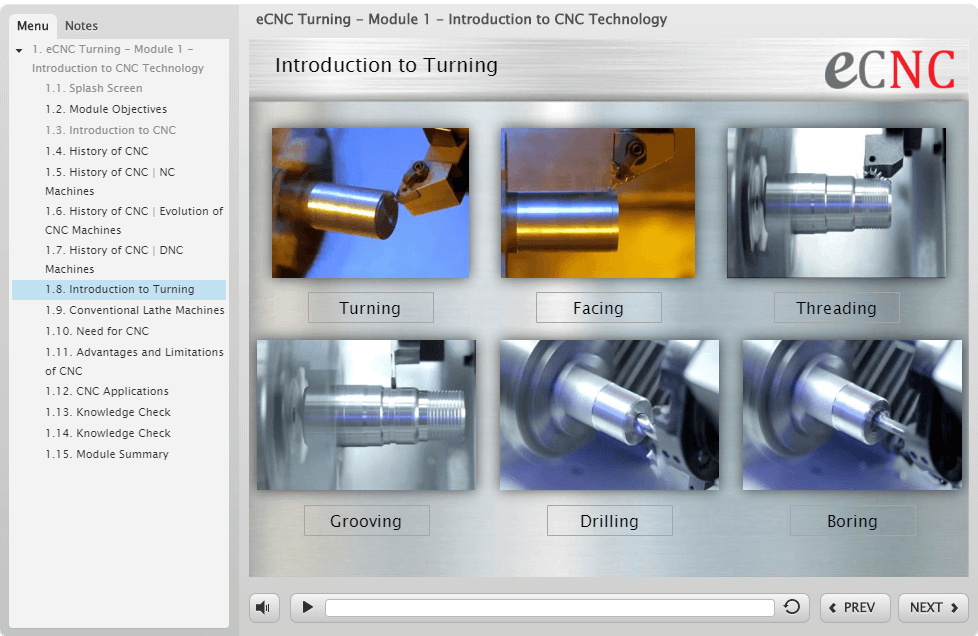 Menu
Notes
1. eCNC Turning – Module 1 –
Introduction to CNC Technology
1.1. Splash Screen
1.2. Module Objectives
1.3. Introduction to CNC
1.4. History of CNC
1.5. History of CNC | NC
Machines
1.6. History of CNC | Evolution of
CNC Machines
1.7. History of CNC | DNC
Machines
1.8. Introduction to Turning
1.9. Conventional Lathe Machines
1.10. Need for CNC
1.11. Advantages and Limitations
of CNC
1.12. CNC Applications
1.13. Knowledge Check
1.14. Knowledge Check
1.15. Module Summary
eCNC Turning – Module 1 – Introduction to CNC Technology
Introduction to Turning
eCNC
Turning
Facing
Threading
Grooving
Drilling
Boring
PREV
NEXT